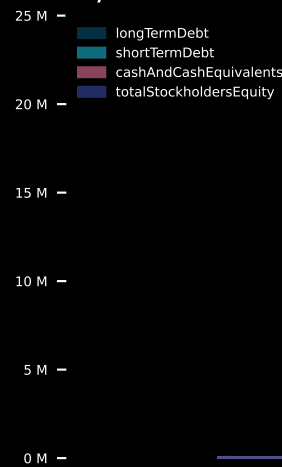 25 M
longTermDebt
shortTermDebt
cashAndCashEquivalents
20 M
totalStockholdersEquity
15 M
10 M
5 M
0 M